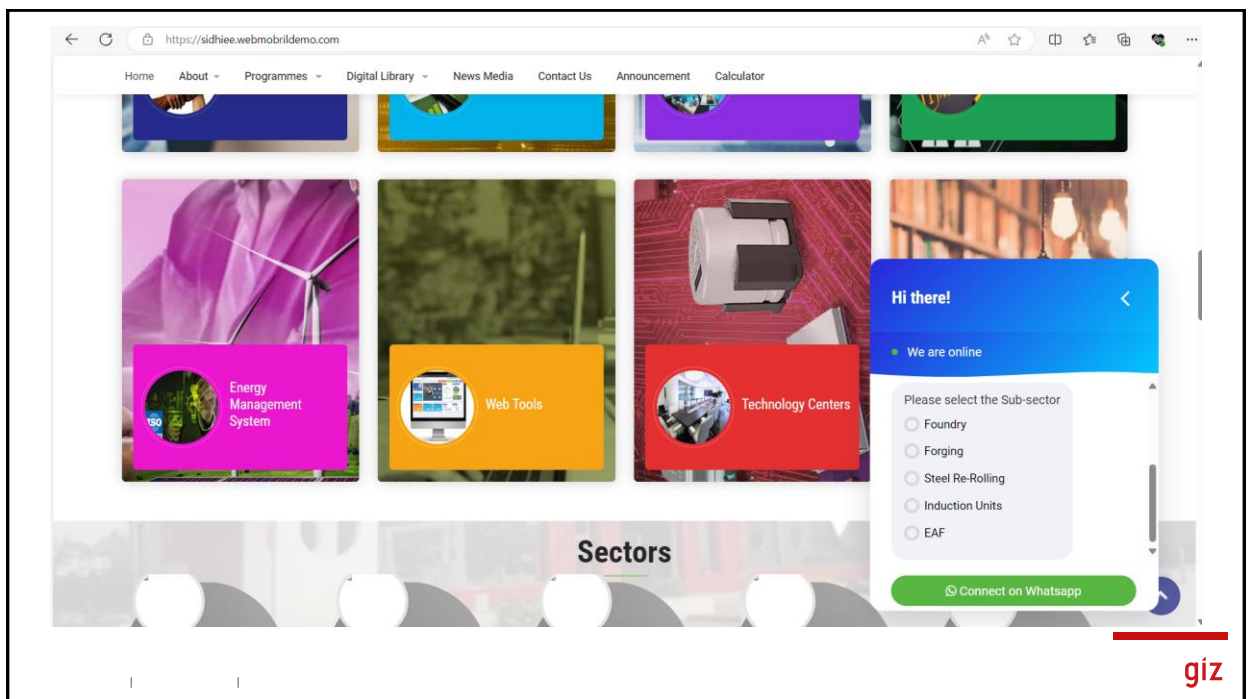 https://sidhiee.webmobrildemo.com
Home About Programmes Digital Library News Media Contact Us Announcement Calculator
Energy
Management
System
ISO
Web Tools
Technology Centers
Hi there!
We are online
Please select the Sub-sector
Foundry
Forging
Steel Re-Rolling
Induction Units
EAF
Connect on Whatsapp
Sectors
giz